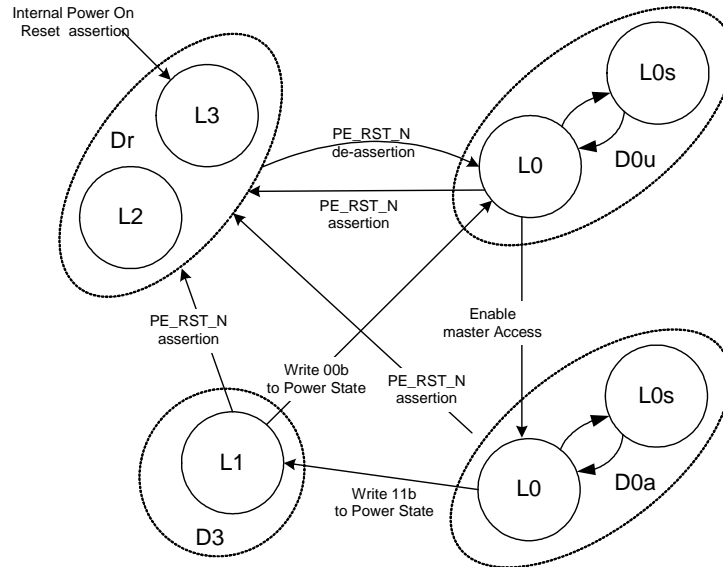 Internal Power On
Reset assertion
L3
Dr
L2
PE_RST_N
de-assertion
PE_RST_N
assertion
L0s
L0
D0u
PE_RST_N
assertion
Write 00b
to Power State
PE_RST_N
assertion
Enable
master Access
L1
D3
Write 11b
to Power State
L0s
L0
D0a